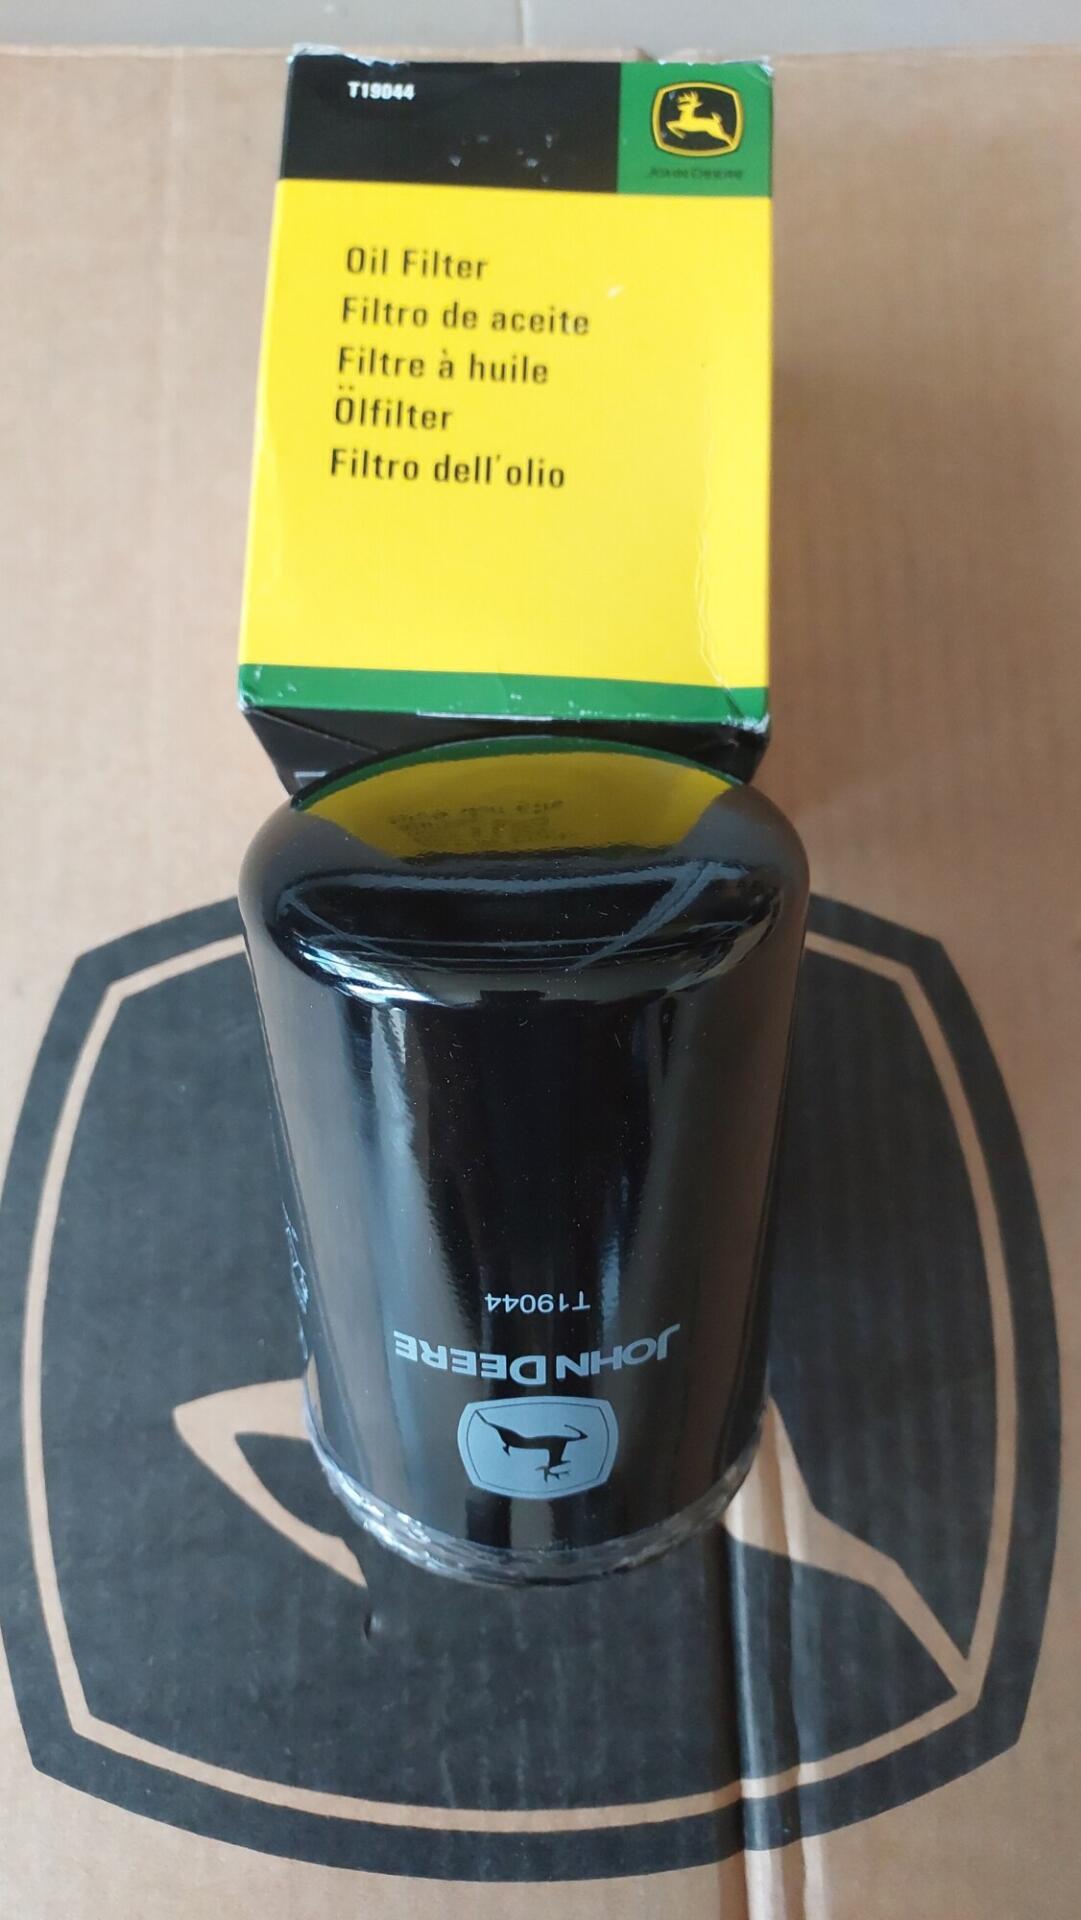 T19044
JOHN DEERE
Oil Filter
Filtro de aceite
Filtre à huile
Ölfilter
Filtro dell'olio
T19044
JOHN DEERE